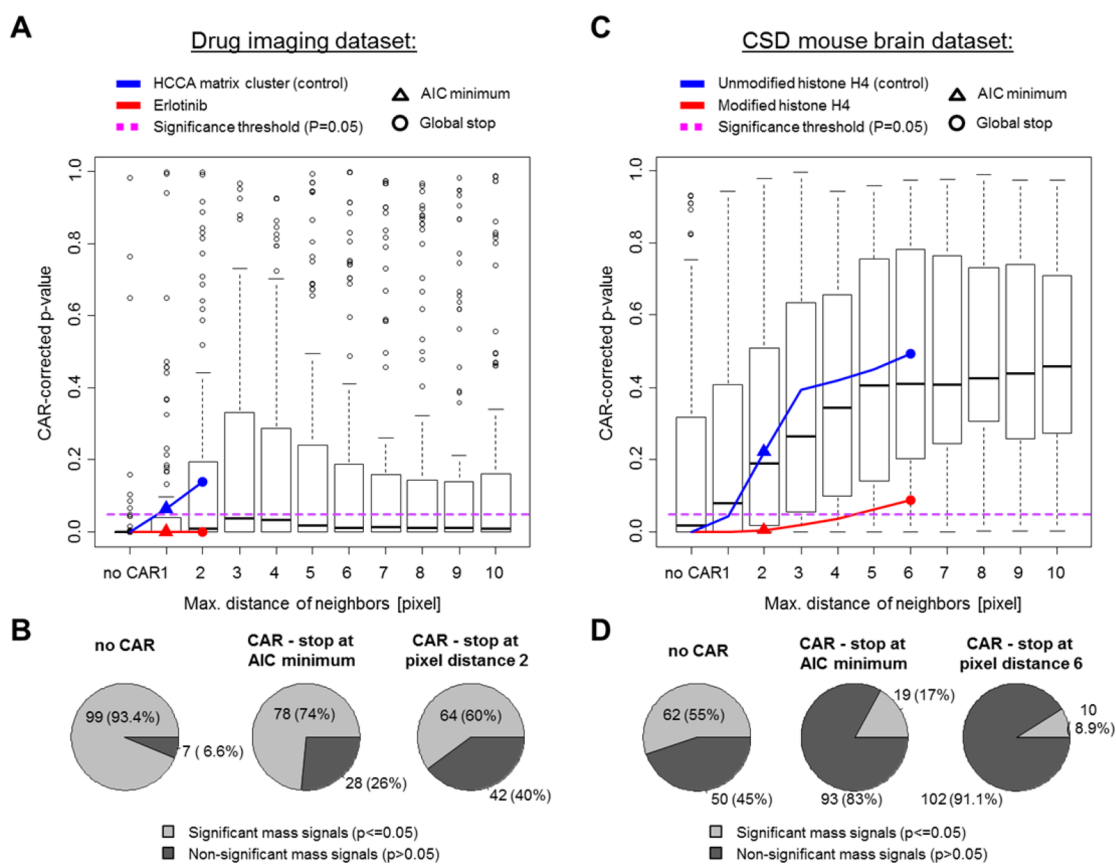 A
Drug imaging dataset:
HCCA matrix cluster (control)
Erlotinib
Significance threshold (P=0.05)
AIC minimum
Global stop
CAR-corrected p-value
1.0
0.8
0.6
0.4
0.2
0.0
no CAR1 2 3 4 5 6 7 8 9 10
Max. distance of neighbors [pixel]
B
no CAR
CAR - stop at
AIC minimum
CAR - stop at
pixel distance 2
99 (93.4%)
7 ( 6.6%)
78 (74%)
28 (26%)
64 (60%)
42 (40%)
Significant mass signals (p<=0.05)
Non-significant mass signals (p>0.05)
C
CSD mouse brain dataset:
Unmodified histone H4 (control)
Modified histone H4
Significance threshold (P=0.05)
AIC minimum
Global stop
CAR-corrected p-value
1.0
0.8
0.6
0.4
0.2
0.0
no CAR1 2 3 4 5 6 7 8 9 10
Max. distance of neighbors [pixel]
D
no CAR
CAR - stop at
AIC minimum
CAR - stop at
pixel distance 6
62 (55%)
50 (45%)
19 (17%)
93 (83%)
10
( 8.9%)
102 (91.1%)
Significant mass signals (p<=0.05)
Non-significant mass signals (p>0.05)